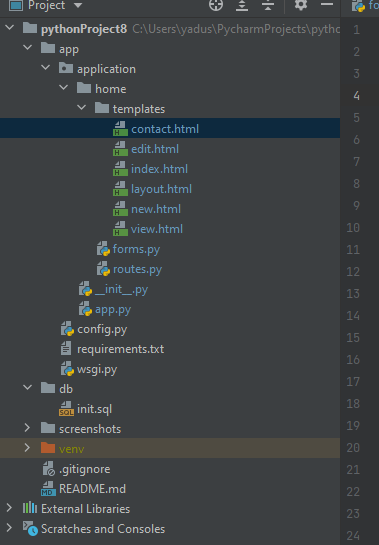 Project
fo
pythonProject8 C:\Users\yadus\PycharmProjects\pytho
1
app
2
application
3
home
4
templates
5
contact.html
6
edit.html
7
index.html
8
layout.html
9
new.html
view.html
10
forms.py
11
routes.py
12
__init__.py
13
app.py
14
config.py
15
requirements.txt
16
wsgi.py
17
db
18
init.sql
screenshots
19
venv
20
.gitignore
21
README.md
22
External Libraries
23
Scratches and Consoles
24